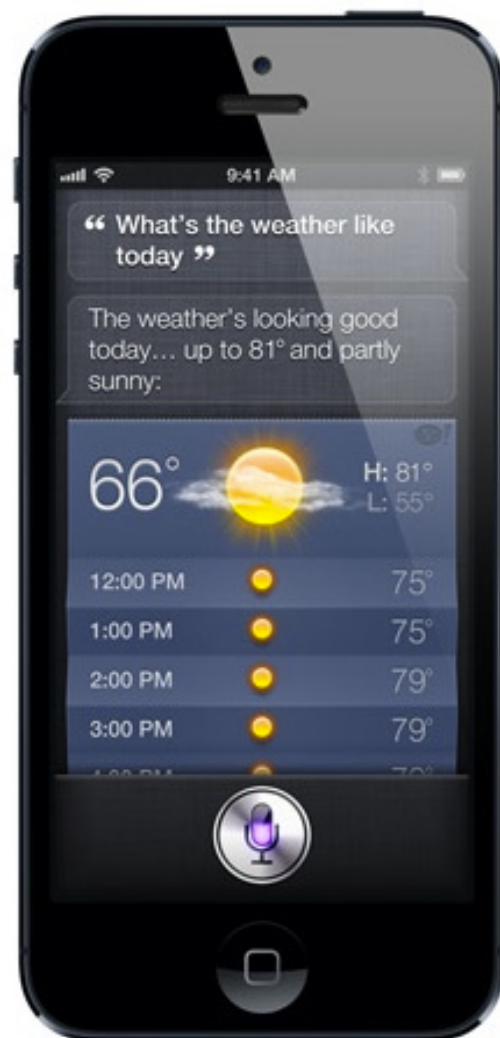 9:41 AM
“ What's the weather like
today ”
The weather's looking good
today... up to 81° and partly
sunny:
66°
H: 81°
L: 55°
12:00 PM 75°
1:00 PM 75°
2:00 PM 79°
3:00 PM 79°